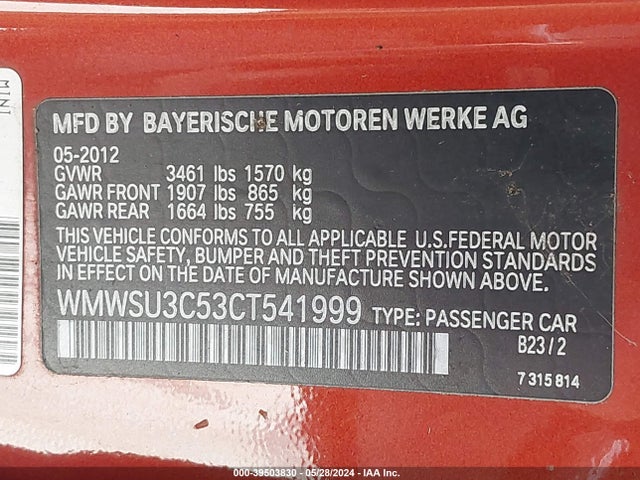 MINI
MFD BY BAYERISCHE MOTOREN WERKE AG
05-2012
GVWR 3461 lbs 1570 kg
GAWR FRONT 1907 lbs 865 kg
GAWR REAR 1664 lbs 755 kg
THIS VEHICLE CONFORMS TO ALL APPLICABLE U.S.FEDERAL MOTOR
VEHICLE SAFETY, BUMPER AND THEFT PREVENTION STANDARDS
IN EFFECT ON THE DATE OF MANUFACTURE SHOWN ABOVE.
WMWSU3C53CT541999 TYPE: PASSENGER CAR
B23/2
7 315 814
000-39503830 - 05/28/2024 - IAA Inc.